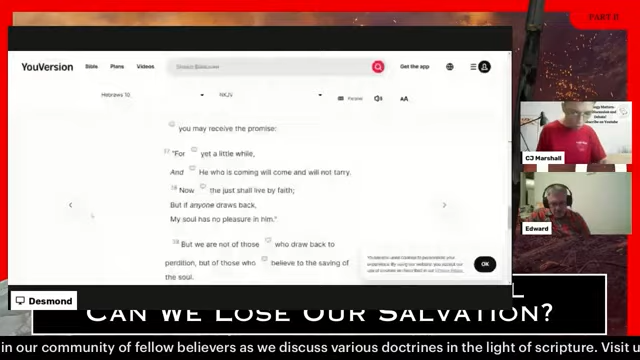 PART II
YouVersion
Bible Plans Videos
Get the app
Hebrews 10
NKJV
Parallel
AA
you may receive the promise:
37 "For yet a little while,
And He who is coming will come and will not tarry.
38 Now the just shall live by faith;
But if anyone draws back,
My soul has no pleasure in him."
39 But we are not of those who draw back to
perdition, but of those who believe to the saving of
the soul.
OK
CJ Marshall
Edward
Desmond
Can We Lose Our Salvation?
in our community of fellow believers as we discuss various doctrines in the light of scripture. Visit u